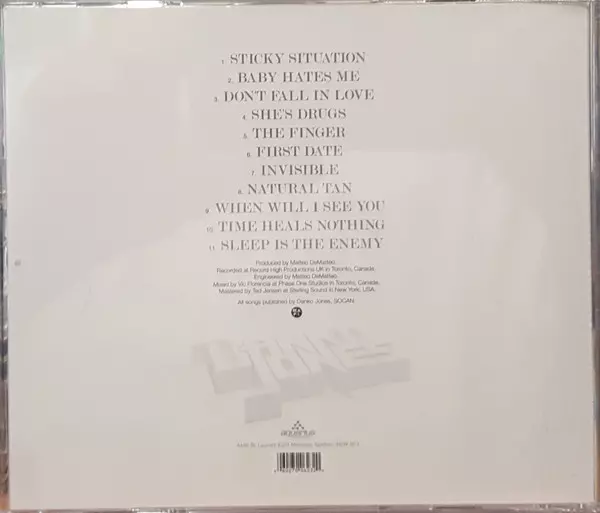 1. STICKY SITUATION
2. BABY HATES ME
3. DON'T FALL IN LOVE
4. SHE'S DRUGS
5. THE FINGER
6. FIRST DATE
7. INVISIBLE
8. NATURAL TAN
9. WHEN WILL I SEE YOU
10. TIME HEALS NOTHING
11. SLEEP IS THE ENEMY
Produced by Matteo DeMatteo.
Recorded at Rench High Productions UK in Toronto, Canada.
Engineered by Matteo DeMatteo.
Mixed by Vic Florencia at Phase One Studios in Toronto, Canada.
Mastered by Ted Jensen at Sterling Sound in New York, USA.
All songs published by Danko Jones, SOCAN
aquarius